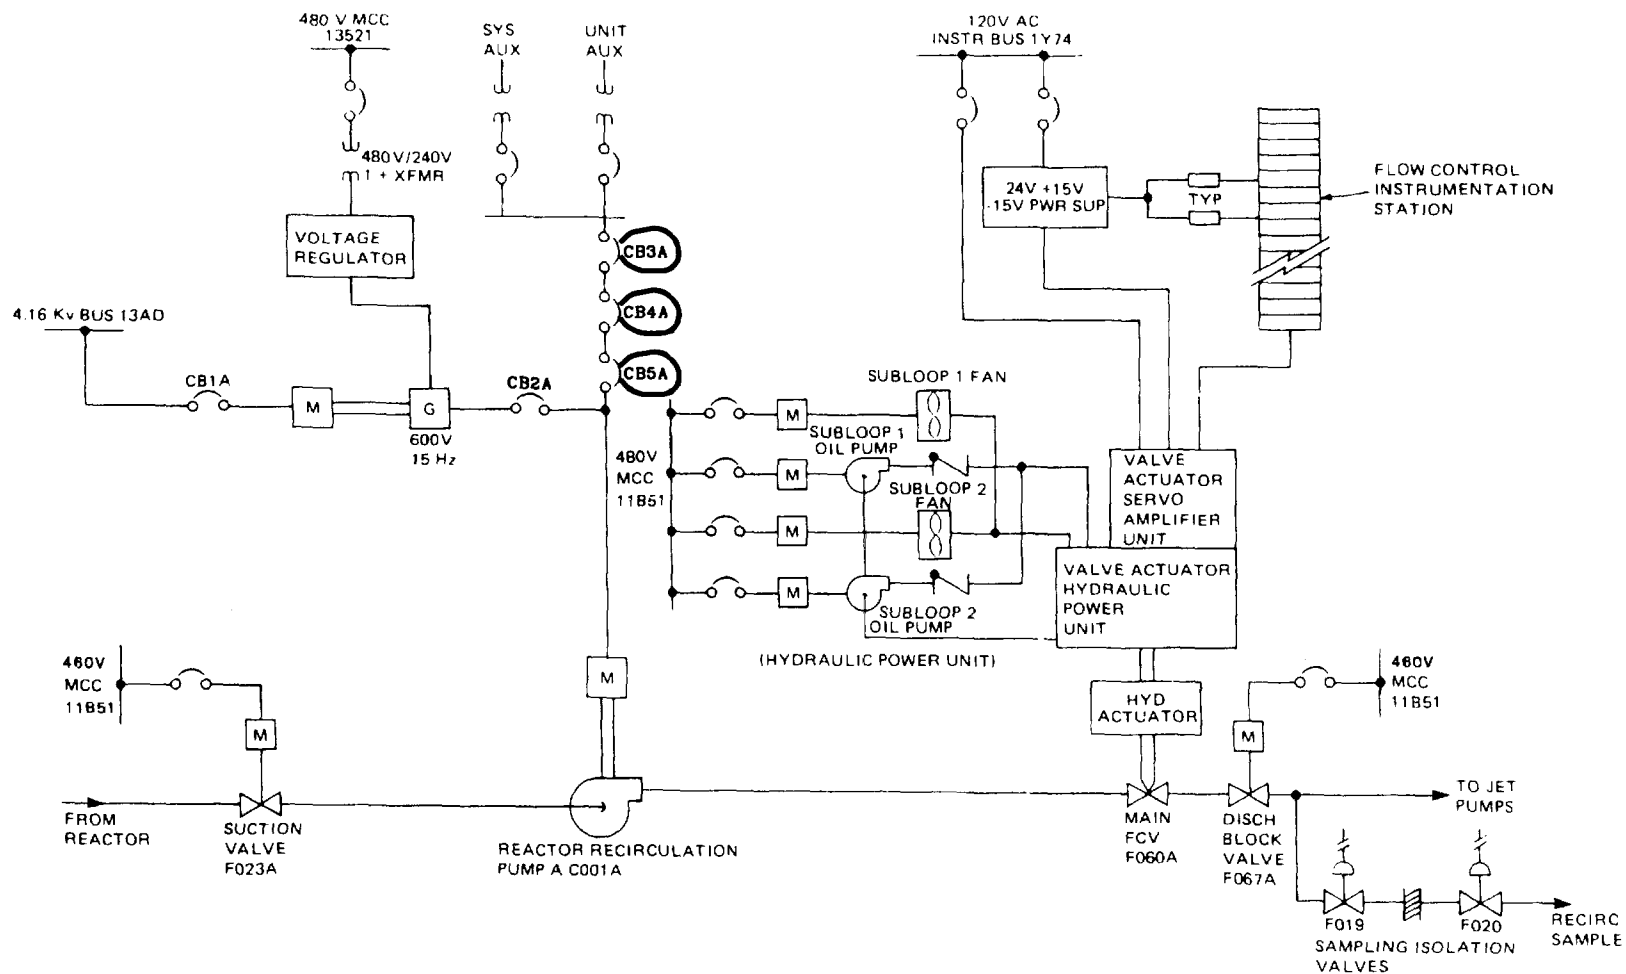 480 V MCC
13521
SYS
AUX
UNIT
AUX
120V AC
INSTR BUS 1Y74
480V/240V
1 + XFMR
VOLTAGE
REGULATOR
24V +15V
-15V PWR SUP
TYP
FLOW CONTROL
INSTRUMENTATION
STATION
CB3A
CB4A
CB5A
4.16 Kv BUS 13AD
CB1A
M
G
600V
15 Hz
CB2A
480V
MCC
11B51
SUBLOOP 1 FAN
M
SUBLOOP 1
OIL PUMP
M
SUBLOOP 2
FAN
M
M
SUBLOOP 2
OIL PUMP
(HYDRAULIC POWER UNIT)
VALVE
ACTUATOR
SERVO
AMPLIFIER
UNIT
VALVE ACTUATOR
HYDRAULIC
POWER
UNIT
HYD
ACTUATOR
460V
MCC
11B51
M
M
460V
MCC
11B51
M
FROM
REACTOR
SUCTION
VALVE
F023A
REACTOR RECIRCULATION
PUMP A C001A
MAIN
FCV
F060A
DISCH
BLOCK
VALVE
F067A
TO JET
PUMPS
F019
F020
SAMPLING ISOLATION
VALVES
RECIRC
SAMPLE